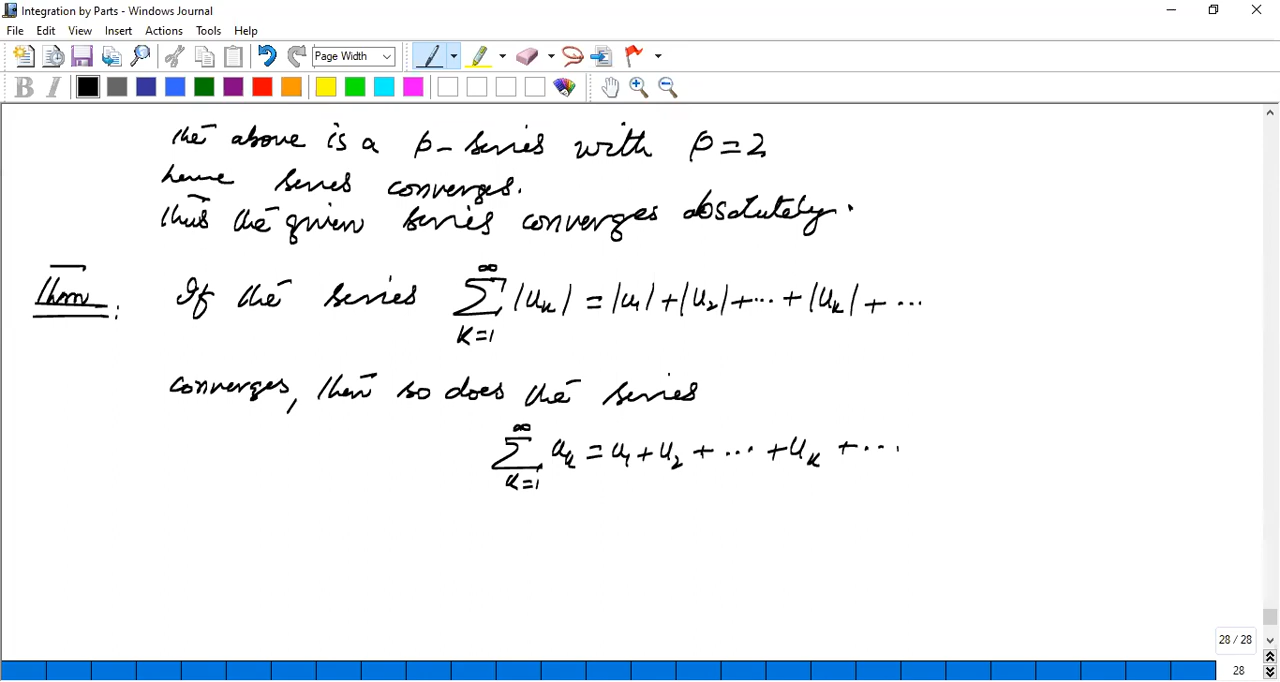 Integration by Parts - Windows Journal
File Edit View Insert Actions Tools Help
Page Width
B I
the above is a p-series with p=2
hence series converges.
thus the given series converges absolutely.
Thm: If the series ∑_{k=1}^{∞} |u_k| = |u_1| + |u_2| + ... + |u_k| + ...
converges, then so does the series
∑_{k=1}^{∞} u_k = u_1 + u_2 + ... + u_k + ...
28 / 28
28